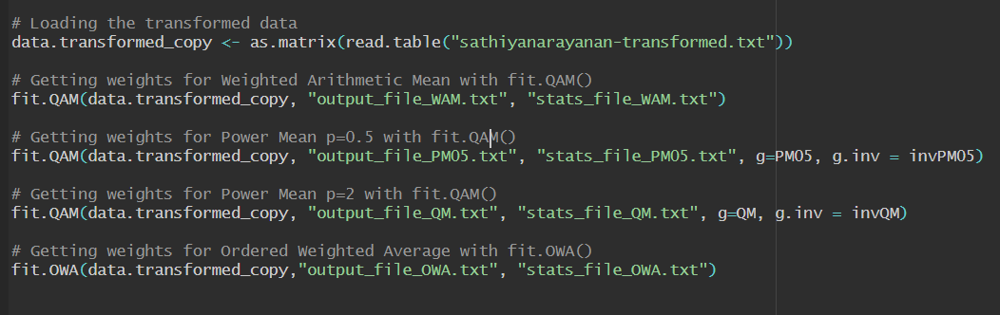 # Loading the transformed data
data.transformed_copy <- as.matrix(read.table("sathiyanarayanan-transformed.txt"))
# Getting weights for Weighted Arithmetic Mean with fit.QAM()
fit.QAM(data.transformed_copy, "output_file_WAM.txt", "stats_file_WAM.txt")
# Getting weights for Power Mean p=0.5 with fit.QAM()
fit.QAM(data.transformed_copy, "output_file_PM05.txt", "stats_file_PM05.txt", g=PM05, g.inv = invPM05)
# Getting weights for Power Mean p=2 with fit.QAM()
fit.QAM(data.transformed_copy, "output_file_QM.txt", "stats_file_QM.txt", g=QM, g.inv = invQM)
# Getting weights for Ordered Weighted Average with fit.OWA()
fit.OWA(data.transformed_copy,"output_file_OWA.txt", "stats_file_OWA.txt")